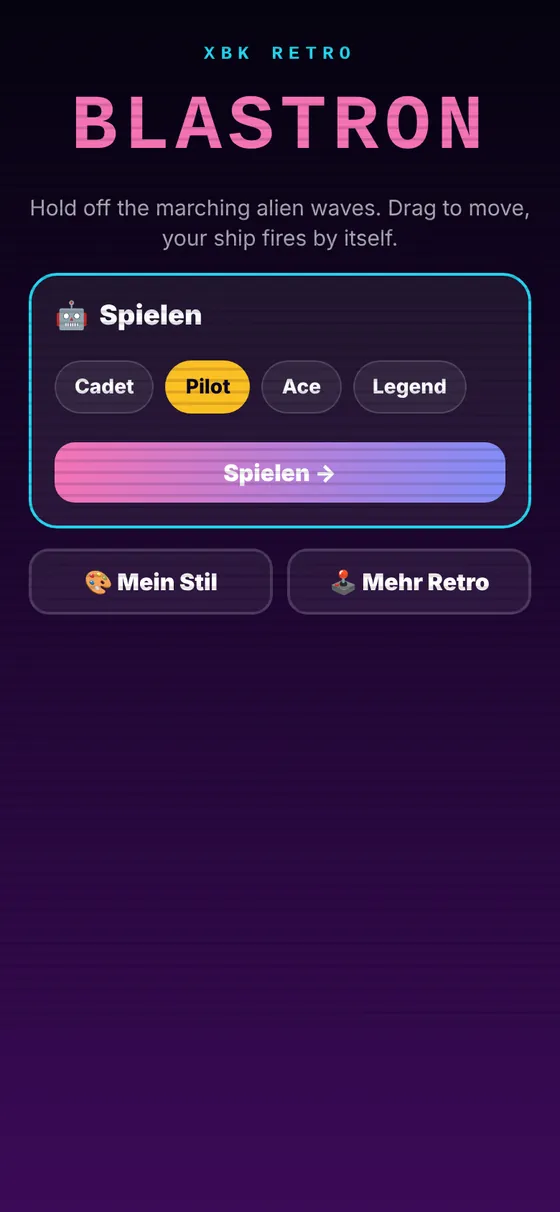 XBK RETRO
BLASTRON
Hold off the marching alien waves. Drag to move,
your ship fires by itself.
🤖 Spielen
Cadet Pilot Ace Legend
Spielen →
🎨 Mein Stil 🕹️ Mehr Retro